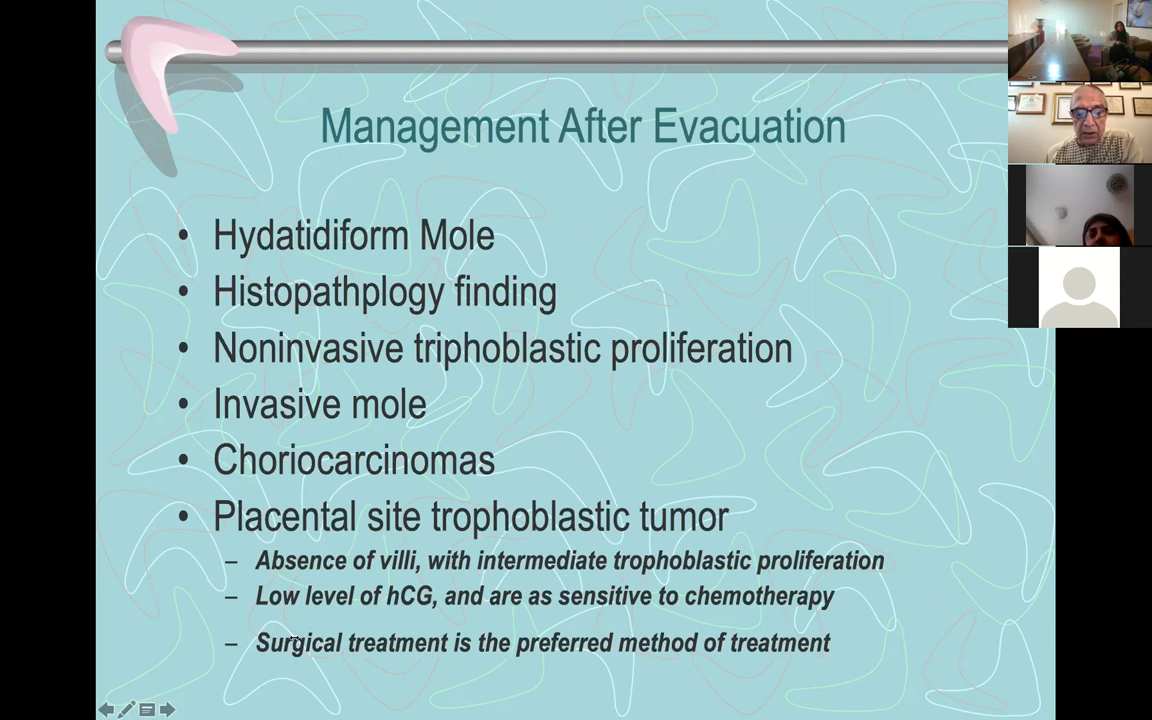 Management After Evacuation
• Hydatidiform Mole
• Histopathplogy finding
• Noninvasive triphoblastic proliferation
• Invasive mole
• Choriocarcinomas
• Placental site trophoblastic tumor
– Absence of villi, with intermediate trophoblastic proliferation
– Low level of hCG, and are as sensitive to chemotherapy
– Surgical treatment is the preferred method of treatment